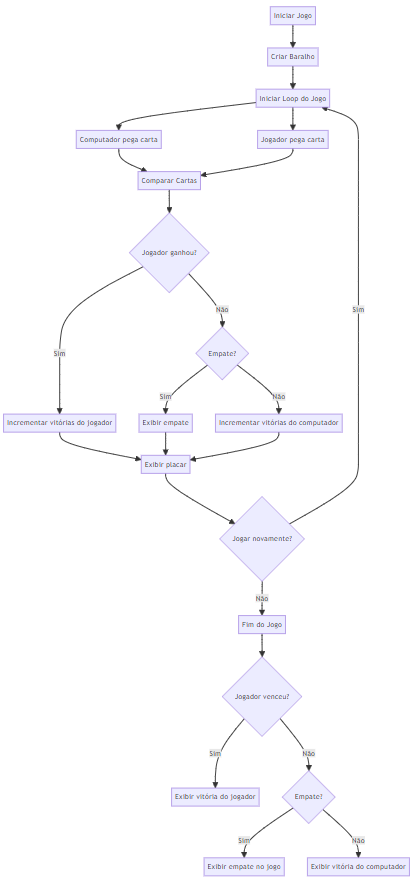 Iniciar Jogo
Criar Baralho
Iniciar Loop do Jogo
Computador pega carta
Jogador pega carta
Comparar Cartas
Jogador ganhou?
Sim
Não
Sim
Empate?
Sim
Não
Incrementar vitórias do jogador
Exibir empate
Incrementar vitórias do computador
Exibir placar
Jogar novamente?
Não
Fim do Jogo
Jogador venceu?
Sim
Não
Exibir vitória do jogador
Empate?
Sim
Não
Exibir empate no jogo
Exibir vitória do computador